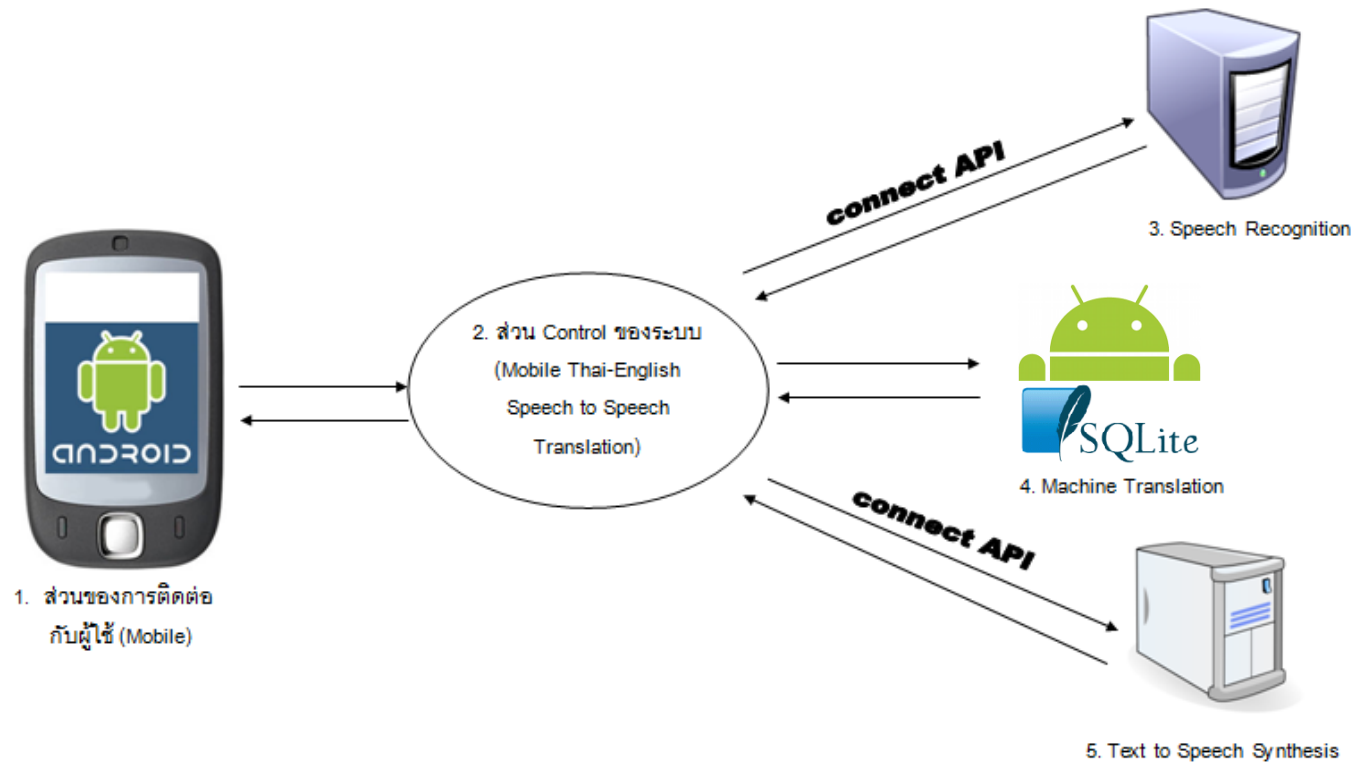 connect API
3. Speech Recognition
2. ส่วน Control ของระบบ
(Mobile Thai-English
Speech to Speech
Translation)
ANDROID
SQLite
4. Machine Translation
connect API
1. ส่วนของการติดต่อ
กับผู้ใช้ (Mobile)
5. Text to Speech Synthesis